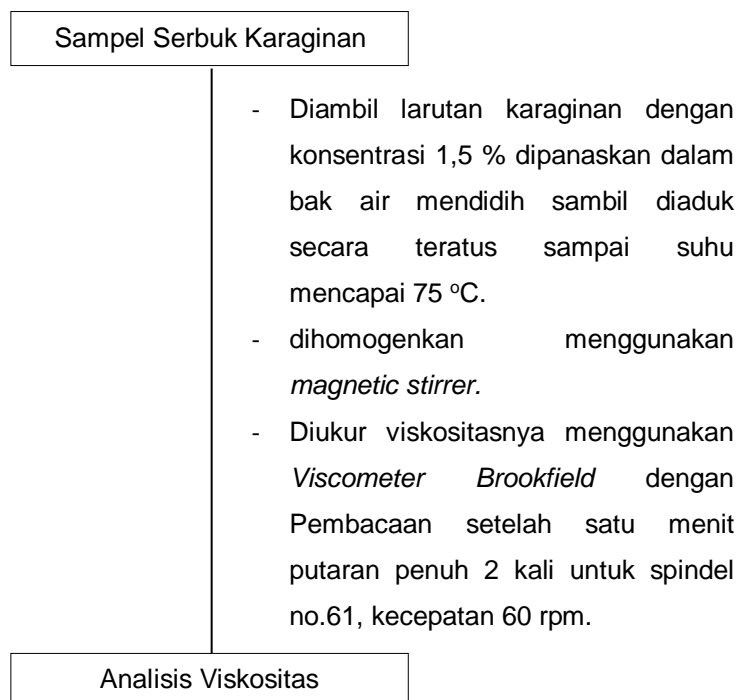 Sampel Serbuk Karaginan
- Diambil larutan karaginan dengan
konsentrasi 1,5 % dipanaskan dalam
bak air mendidih sambil diaduk
secara teratus sampai suhu
mencapai 75 °C.
- dihomogenkan menggunakan
magnetic stirrer.
- Diukur viskositasnya menggunakan
Viscometer Brookfield dengan
Pembacaan setelah satu menit
putaran penuh 2 kali untuk spindel
no.61, kecepatan 60 rpm.
Analisis Viskositas